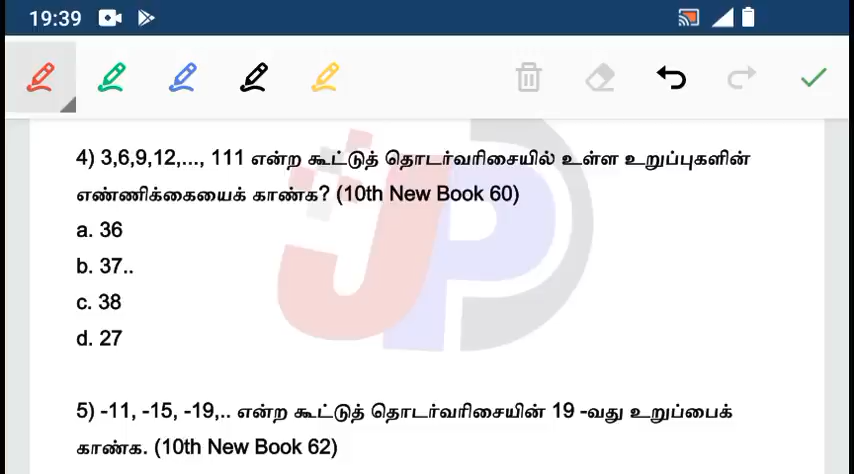 19:39
4) 3,6,9,12,..., 111 என்ற கூட்டுத் தொடர்வரிசையில் உள்ள உறுப்புகளின்
எண்ணிக்கையைக் காண்க? (10th New Book 60)
a. 36
b. 37..
c. 38
d. 27
5) -11, -15, -19,.. என்ற கூட்டுத் தொடர்வரிசையின் 19 -வது உறுப்பைக்
காண்க. (10th New Book 62)
JP